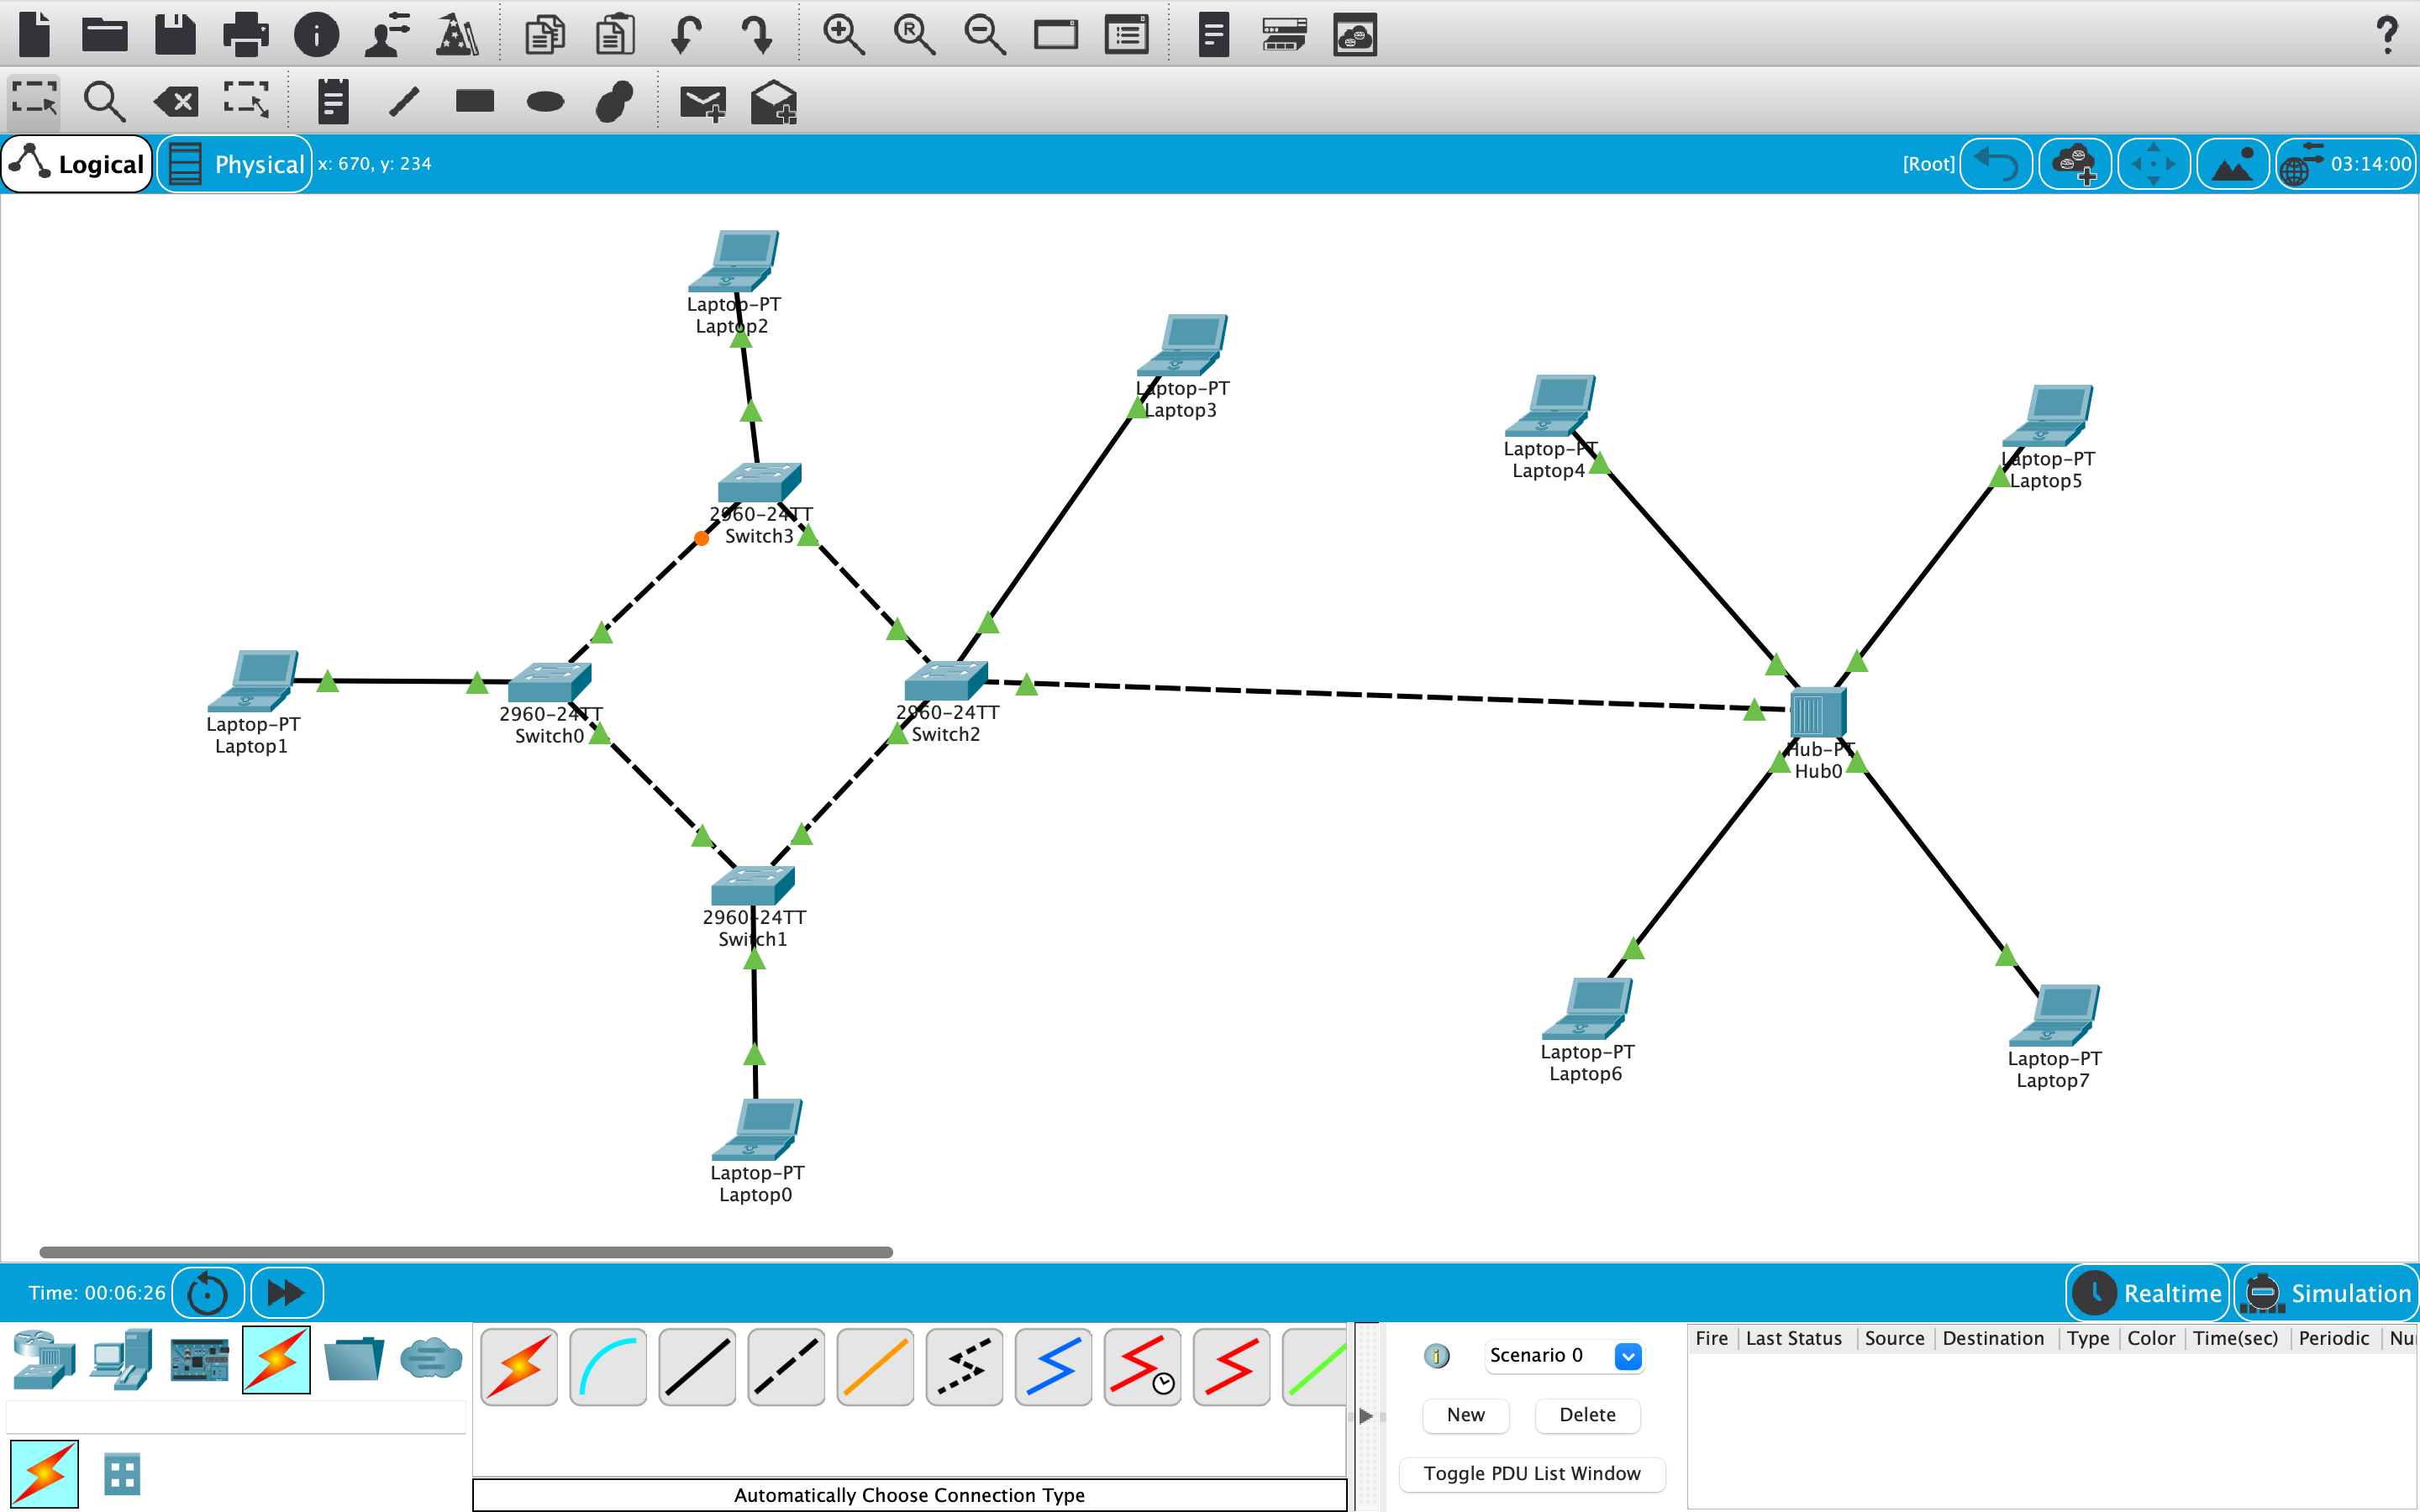 Logical
Physical
x: 670, y: 234
[Root]
03:14:00
Laptop-PT
Laptop2
Laptop-PT
Laptop3
Laptop-PT
Laptop4
Laptop-PT
Laptop5
2960-24TT
Switch3
Laptop-PT
Laptop1
2960-24TT
Switch0
2960-24TT
Switch2
Hub-PT
Hub0
2960-24TT
Switch1
Laptop-PT
Laptop6
Laptop-PT
Laptop7
Laptop-PT
Laptop0
Time: 00:06:26
Realtime
Simulation
Scenario 0
New
Delete
Toggle PDU List Window
Fire Last Status Source Destination Type Color Time(sec) Periodic
Automatically Choose Connection Type